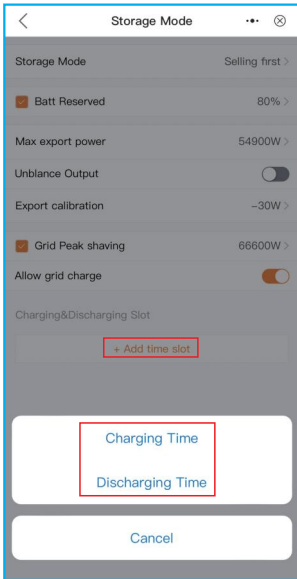 Storage Mode
Storage Mode Selling first
Batt Reserved 80%
Max export power 54900W
Unblance Output
Export calibration -30W
Grid Peak shaving 66600W
Allow grid charge
Charging&Discharging Slot
+ Add time slot
Charging Time
Discharging Time
Cancel